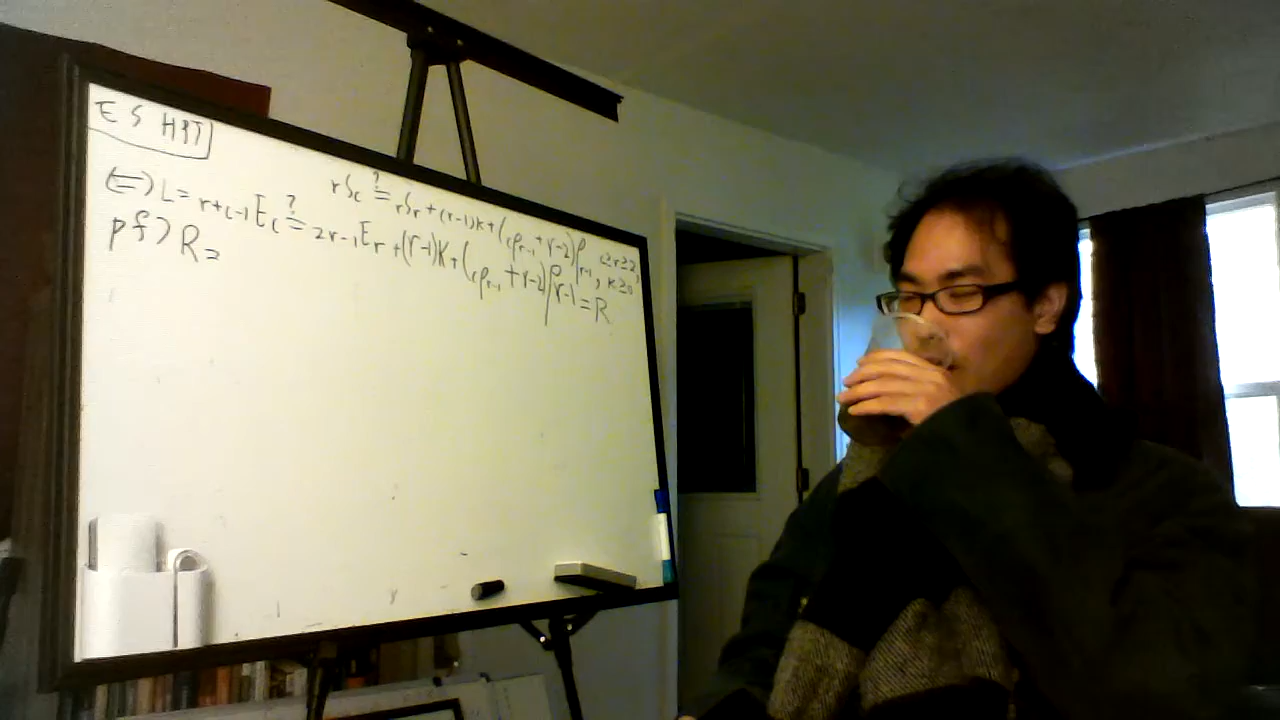 ES HPT
rSc ?= rSr + (r-1)K + (cρr-1 + r-2)ρr-1, c≥r≥2,
(⇐) L = r+c-1Ec ?= 2r-1Er + (r-1)K + (cρr-1 + r-2)ρr-1 = R, K≥0
pf) R =